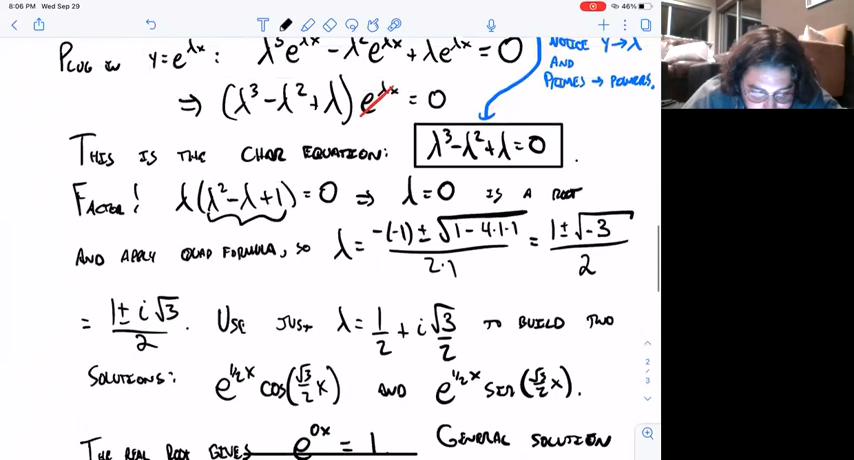 8:06 PM Wed Sep 29
46%
PLUG IN y=e^{λx}: λ³e^{λx} - λ²e^{λx} + λe^{λx} = 0
NOTICE Y→λ
AND
PRIMES → POWERS.
⇒ (λ³-λ²+λ) e^{λx} = 0
THIS IS THE CHAR EQUATION: λ³-λ²+λ=0 .
FACTOR! λ(λ²-λ+1)=0 ⇒ λ=0 IS A ROOT
AND APPLY QUAD FORMULA, SO λ= (-(-1) ± √(1-4·1·1))/(2·1) = (1±√-3)/2
= (1±i√3)/2 . USE JUST λ= 1/2 + i√3/2 TO BUILD TWO
SOLUTIONS: e^{1/2x} cos(√3/2 x) AND e^{1/2x} sin(√3/2 x).
THE REAL ROOT GIVES e^{0x} = 1. GENERAL SOLUTION
2
/
3